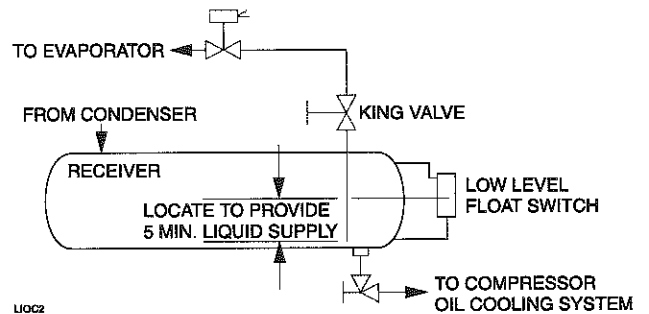 TO EVAPORATOR
FROM CONDENSER
KING VALVE
RECEIVER
LOCATE TO PROVIDE
5 MIN. LIQUID SUPPLY
LOW LEVEL
FLOAT SWITCH
TO COMPRESSOR
OIL COOLING SYSTEM
LIOC2